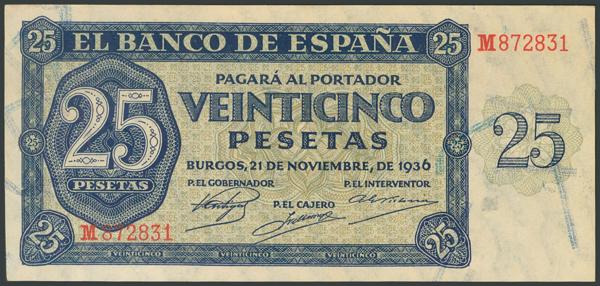 25 EL BANCO DE ESPAÑA 25
M872831
PAGARÁ AL PORTADOR
VEINTICINCO
PESETAS
25
PESETAS
25
BURGOS, 21 DE NOVIEMBRE, DE 1936
P. EL GOBERNADOR P. EL INTERVENTOR
P. EL CAJERO
M872831
25 VEINTICINCO VEINTICINCO VEINTICINCO 25